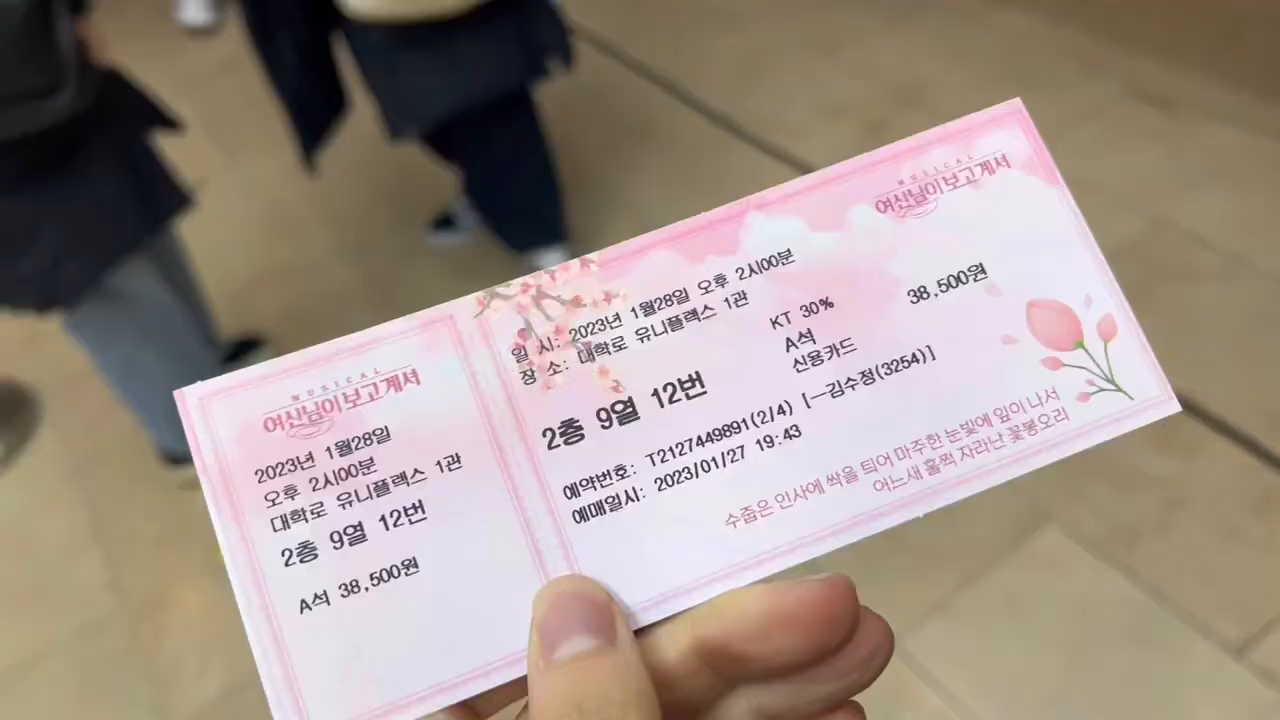 MUSICAL
여신님이 보고계셔
2023년 1월28일
오후 2시00분
대학로 유니플렉스 1관
2층 9열 12번
A석 38,500원
MUSICAL
여신님이 보고계셔
일 시: 2023년 1월28일 오후 2시00분
장 소: 대학로 유니플렉스 1관
KT 30% 38,500원
A석
2층 9열 12번 신용카드
예약번호: T2127449891(2/4) [―김수정(3254)]
예매일시: 2023/01/27 19:43
수줍은 인사에 싹을 틔어 마주한 눈빛에 잎이 나서
어느새 훌쩍 자라난 꽃봉오리